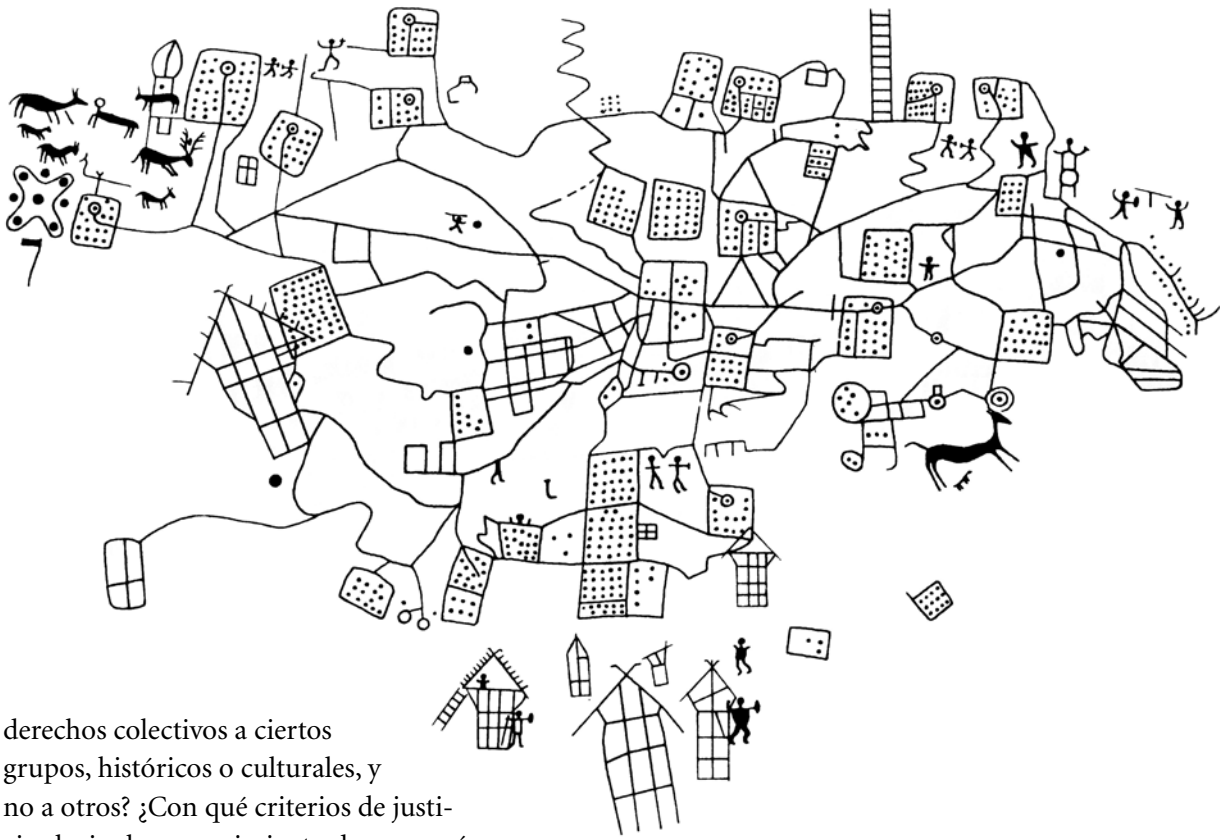 derechos colectivos a ciertos
grupos, históricos o culturales, y
no a otros? ¿Con qué criterios de justi-